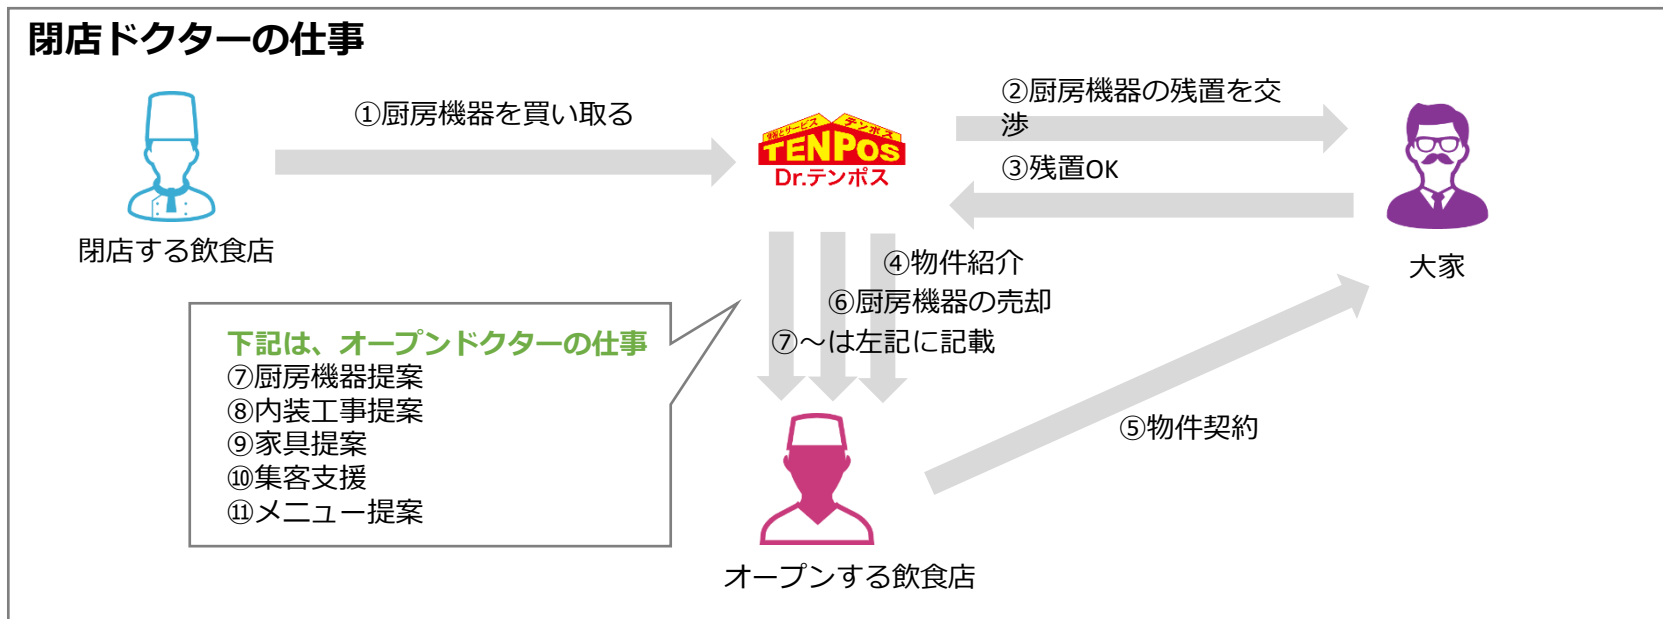 閉店ドクターの仕事
①厨房機器を買い取る
②厨房機器の残置を交
渉
③残置OK
テンポス
TENPOS
Dr.テンポス
閉店する飲食店
大家
④物件紹介
⑥厨房機器の売却
⑦～は左記に記載
下記は、オープンドクターの仕事
⑦厨房機器提案
⑧内装工事提案
⑨家具提案
⑩集客支援
⑪メニュー提案
⑤物件契約
オープンする飲食店